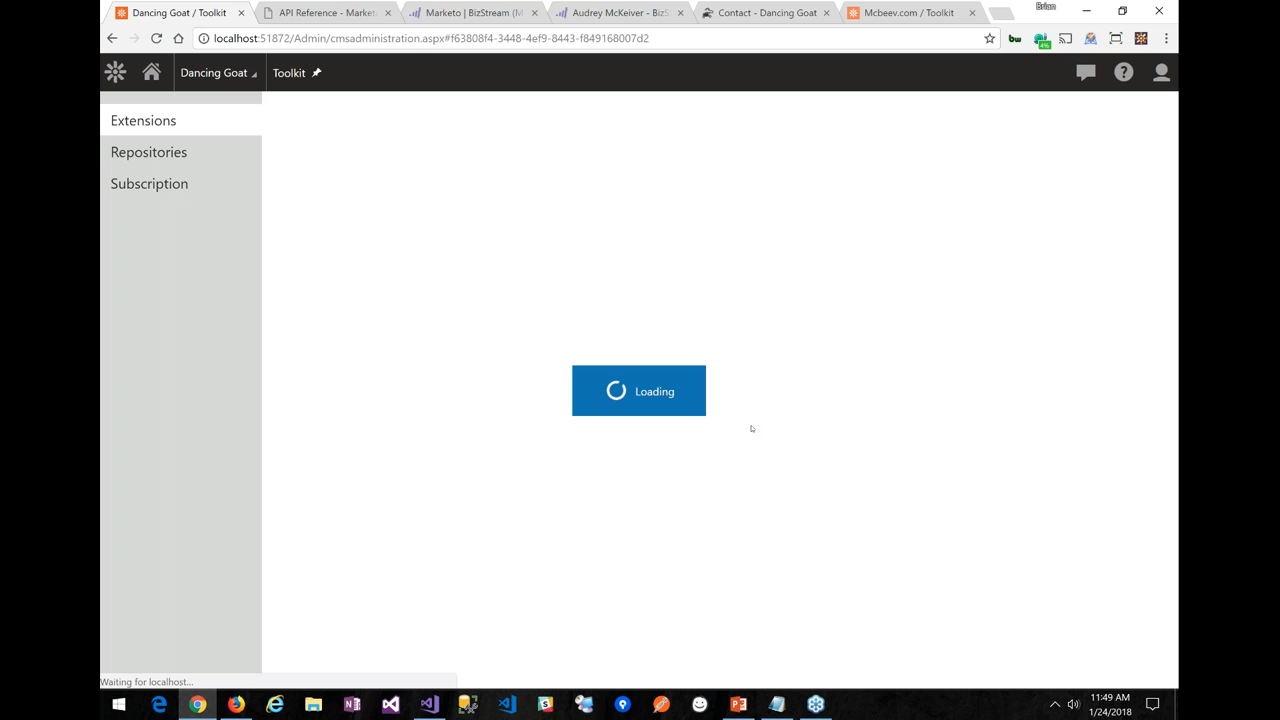 Dancing Goat / Toolkit
API Reference - Market
Marketo | BizStream (M
Audrey McKeiver - BizS
Contact - Dancing Goat
Mcbeev.com / Toolkit
Brian
localhost:51872/Admin/cmsadministration.aspx#f63808f4-3448-4ef9-8443-f849168007d2
4%
Dancing Goat
Toolkit
Extensions
Repositories
Subscription
Loading
Waiting for localhost...
11:49 AM
1/24/2018